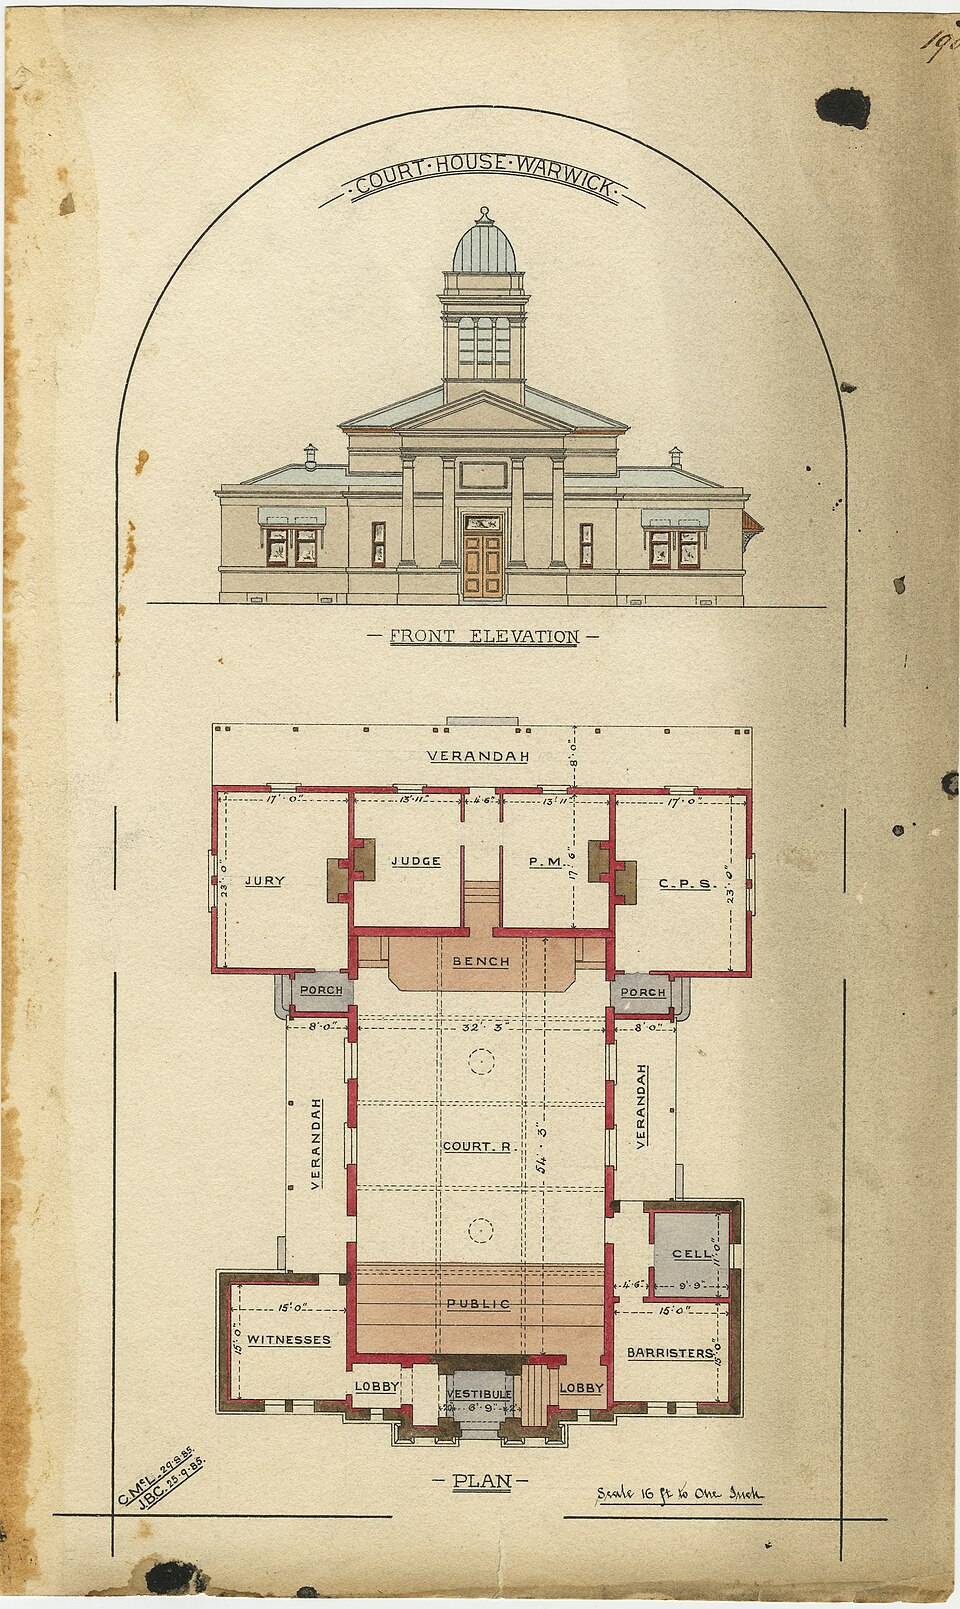 ·COURT·HOUSE·WARWICK·
– FRONT ELEVATION –
VERANDAH
8'·0"
17'·0"
13'·11"
4'·6"
13'·11"
17'·0"
JURY
23'·0"
JUDGE
P.M.
17'·6"
C.P.S.
23'·0"
BENCH
PORCH
PORCH
8'·0"
32'·3"
8'·0"
VERANDAH
VERANDAH
COURT. R.
54'·3"
CELL
11'·0"
4'·6"
9'·9"
PUBLIC
15'·0"
15'·0"
WITNESSES
15'·0"
BARRISTERS
15'·0"
LOBBY
VESTIBULE
LOBBY
6'·9"
– PLAN –
C. McL. 29.8.85.
J.B.C. 25·9·85.
Scale 16 ft to One Inch